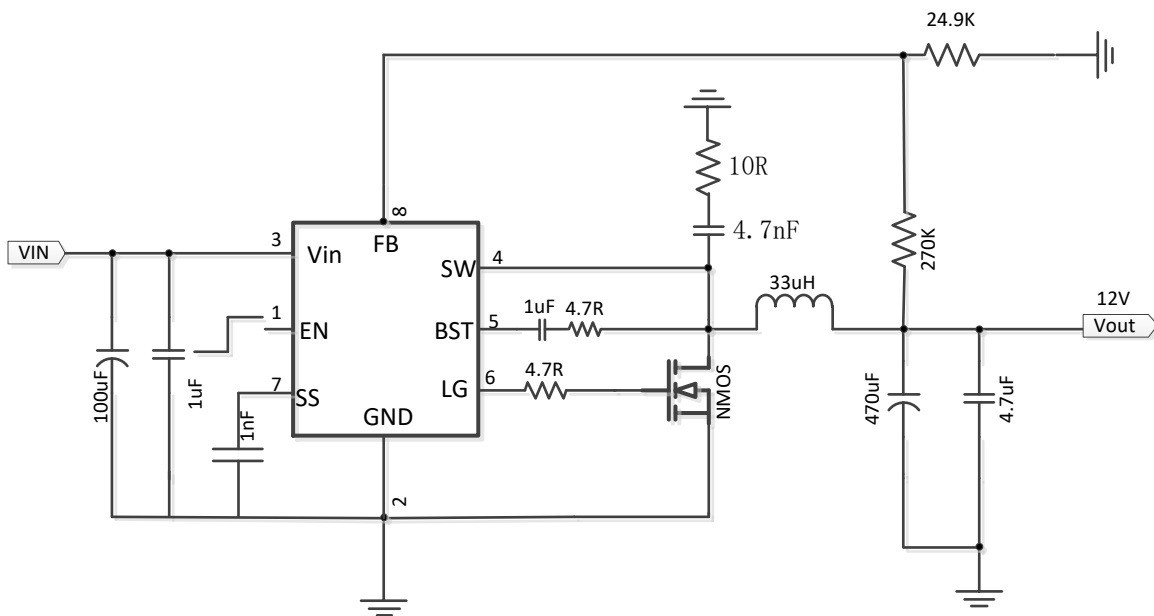 24.9K
10R
4.7nF
270K
8
FB
VIN
3
Vin
SW
4
33uH
12V
Vout
1
EN
BST
5
1uF
4.7R
100uF
1uF
7
SS
1nF
LG
6
4.7R
NMOS
GND
2
470uF
4.7uF